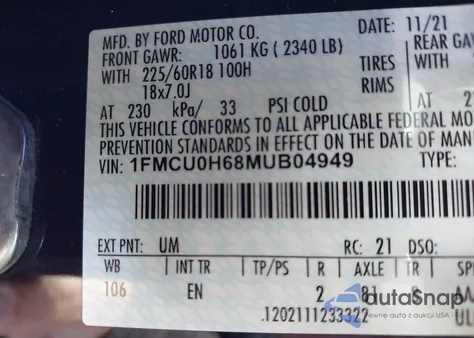 MFD. BY FORD MOTOR CO.
DATE: 11/21
FRONT GAWR: 1061 KG ( 2340 LB)
REAR GAW
WITH 225/60R18 100H TIRES WITH
18x7.0J RIMS
AT 230 kPa/ 33 PSI COLD AT
THIS VEHICLE CONFORMS TO ALL APPLICABLE FEDERAL MO
PREVENTION STANDARDS IN EFFECT ON THE DATE OF MAN
VIN: 1FMCU0H68MUB04949 TYPE:
EXT PNT: UM RC: 21 DSO:
WB INT TR TP/PS R AXLE TR
106 EN 2
autoSnap
.1202111233322